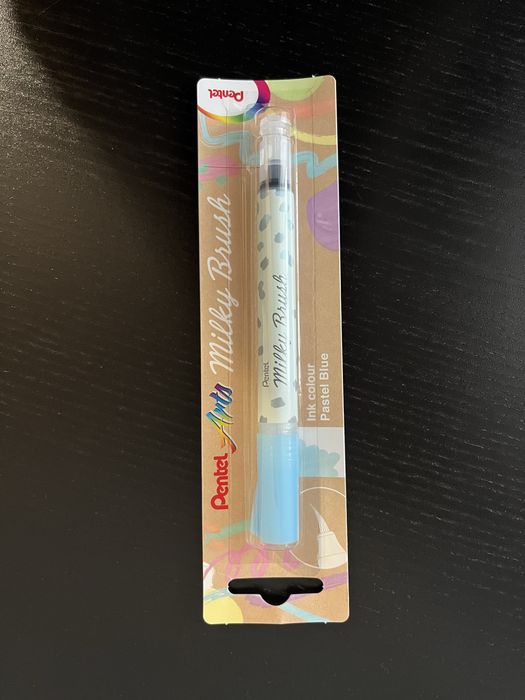 Pentel
Pentel Arts Milky Brush
Pentel
Milky Brush
Ink colour
Pastel Blue